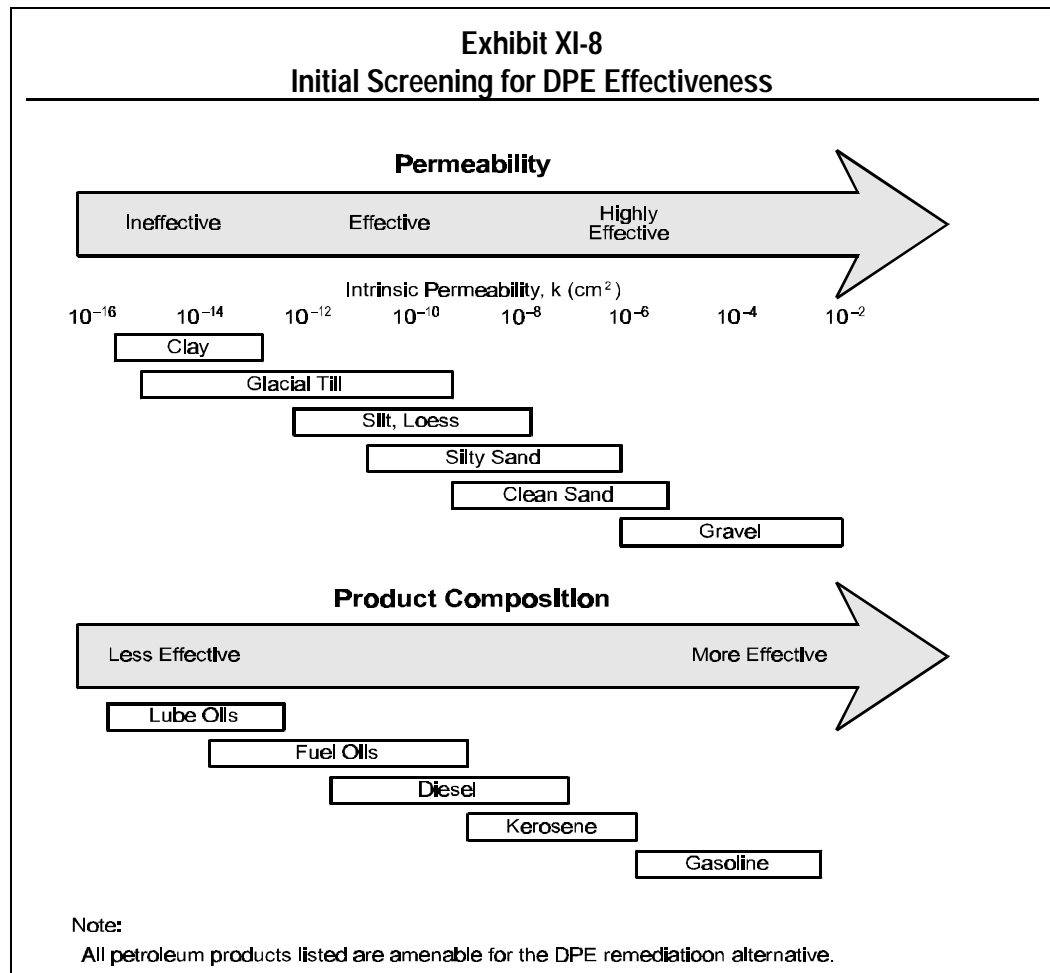 Exhibit XI-8
Initial Screening for DPE Effectiveness
Permeability
Ineffective Effective Highly Effective
Intrinsic Permeability, k (cm²)
10⁻¹⁶ 10⁻¹⁴ 10⁻¹² 10⁻¹⁰ 10⁻⁸ 10⁻⁶ 10⁻⁴ 10⁻²
Clay
Glacial Till
Silt, Loess
Silty Sand
Clean Sand
Gravel
Product Composition
Less Effective More Effective
Lube Oils
Fuel Oils
Diesel
Kerosene
Gasoline
Note:
All petroleum products listed are amenable for the DPE remediatioon alternative.